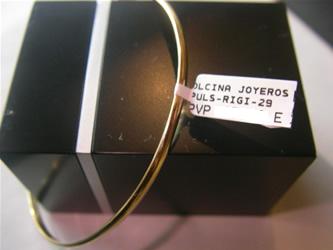 OLCINA JOYEROS
PULS-RIGI-29
PVP E